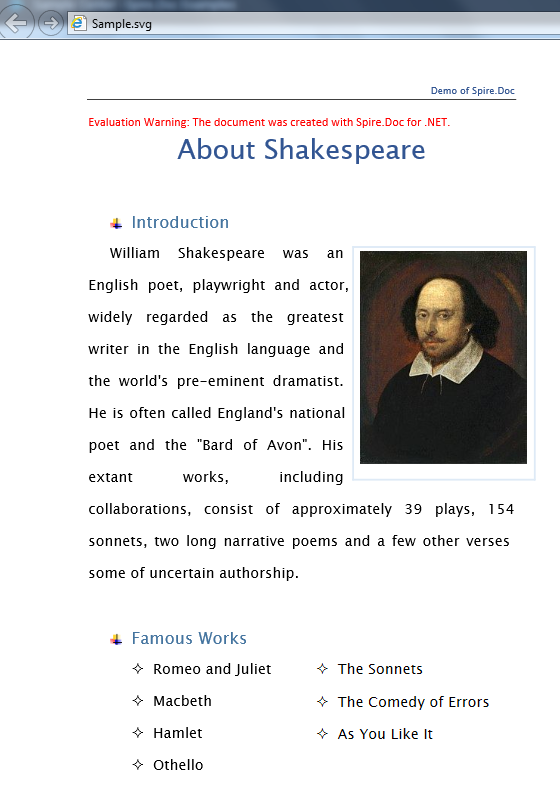 Sample.svg
Demo of Spire.Doc
Evaluation Warning: The document was created with Spire.Doc for .NET.
About Shakespeare
Introduction
William Shakespeare was an
English poet, playwright and actor,
widely regarded as the greatest
writer in the English language and
the world's pre-eminent dramatist.
He is often called England's national
poet and the "Bard of Avon". His
extant works, including
collaborations, consist of approximately 39 plays, 154
sonnets, two long narrative poems and a few other verses
some of uncertain authorship.
Famous Works
Romeo and Juliet
Macbeth
Hamlet
Othello
The Sonnets
The Comedy of Errors
As You Like It